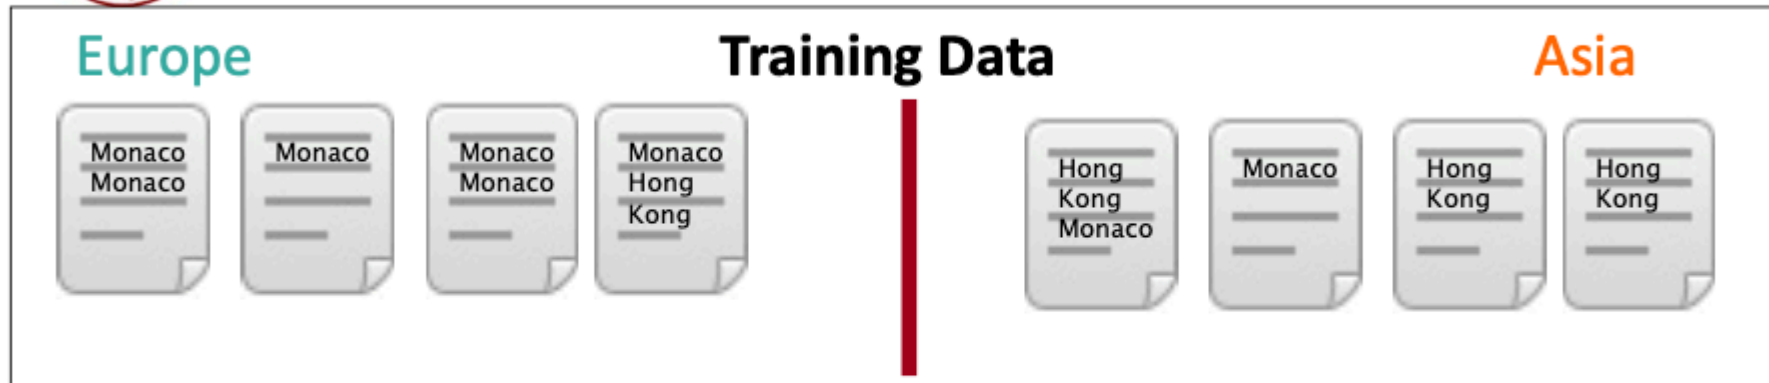 Europe
Training Data
Asia
Monaco
Monaco
Monaco
Monaco
Monaco
Monaco
Hong
Kong
Hong
Kong
Monaco
Monaco
Hong
Kong
Hong
Kong